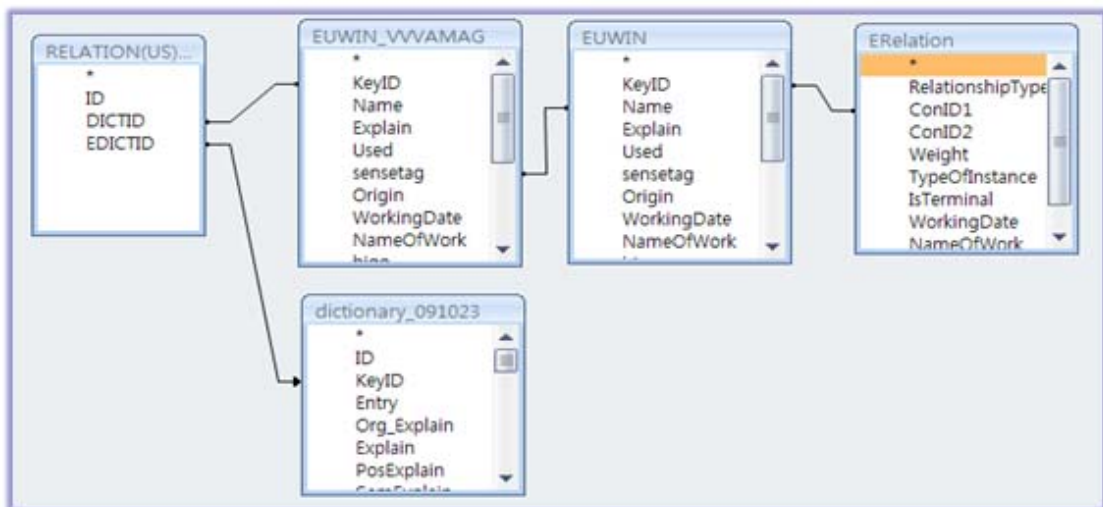 RELATION(US)...
*
ID
DICTID
EDICTID
EUWIN_VVVAMAG
*
KeyID
Name
Explain
Used
sensetag
Origin
WorkingDate
NameOfWork
EUWIN
*
KeyID
Name
Explain
Used
sensetag
Origin
WorkingDate
NameOfWork
ERelation
*
RelationshipType
ConID1
ConID2
Weight
TypeOfInstance
IsTerminal
WorkingDate
NameOfWork
dictionary_091023
*
ID
KeyID
Entry
Org_Explain
Explain
PosExplain